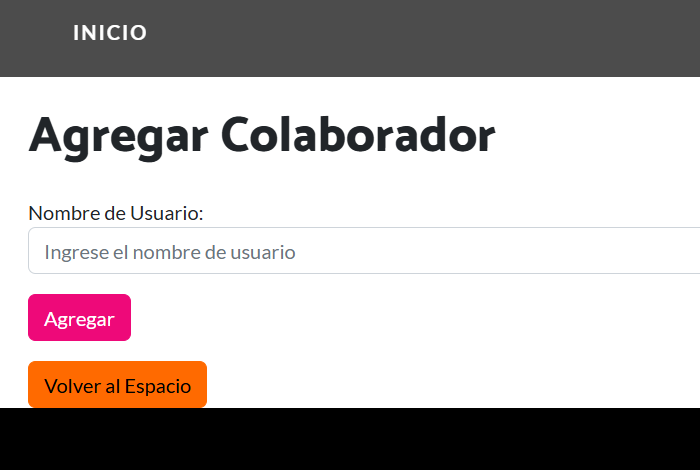 INICIO
Agregar Colaborador
Nombre de Usuario:
Ingrese el nombre de usuario
Agregar
Volver al Espacio